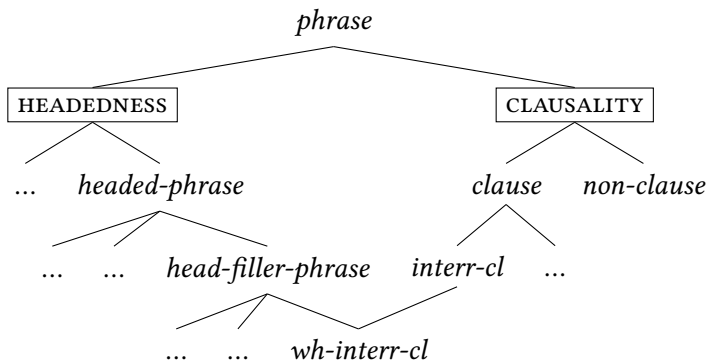 phrase
HEADEDNESS CLAUSALITY
... headed-phrase clause non-clause
... ... head-filler-phrase interr-cl ...
... ... wh-interr-cl